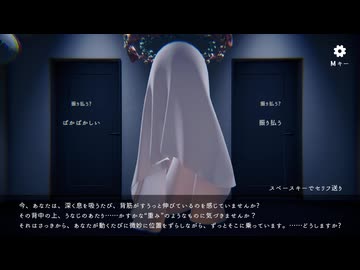 Mキー
振り払う?
ばかばかしい
振り払う?
振り払う
スペースキーでセリフ送り
今、あなたは、深く息を吸うたび、背筋がすうっと伸びているのを感じていませんか?
その背中の上、うなじのあたり……かすかな“重み”のようなものに気づきませんか?
それはさっきから、あなたが動くたびに微妙に位置をずらしながら、ずっとそこに乗っています。……どうしますか?